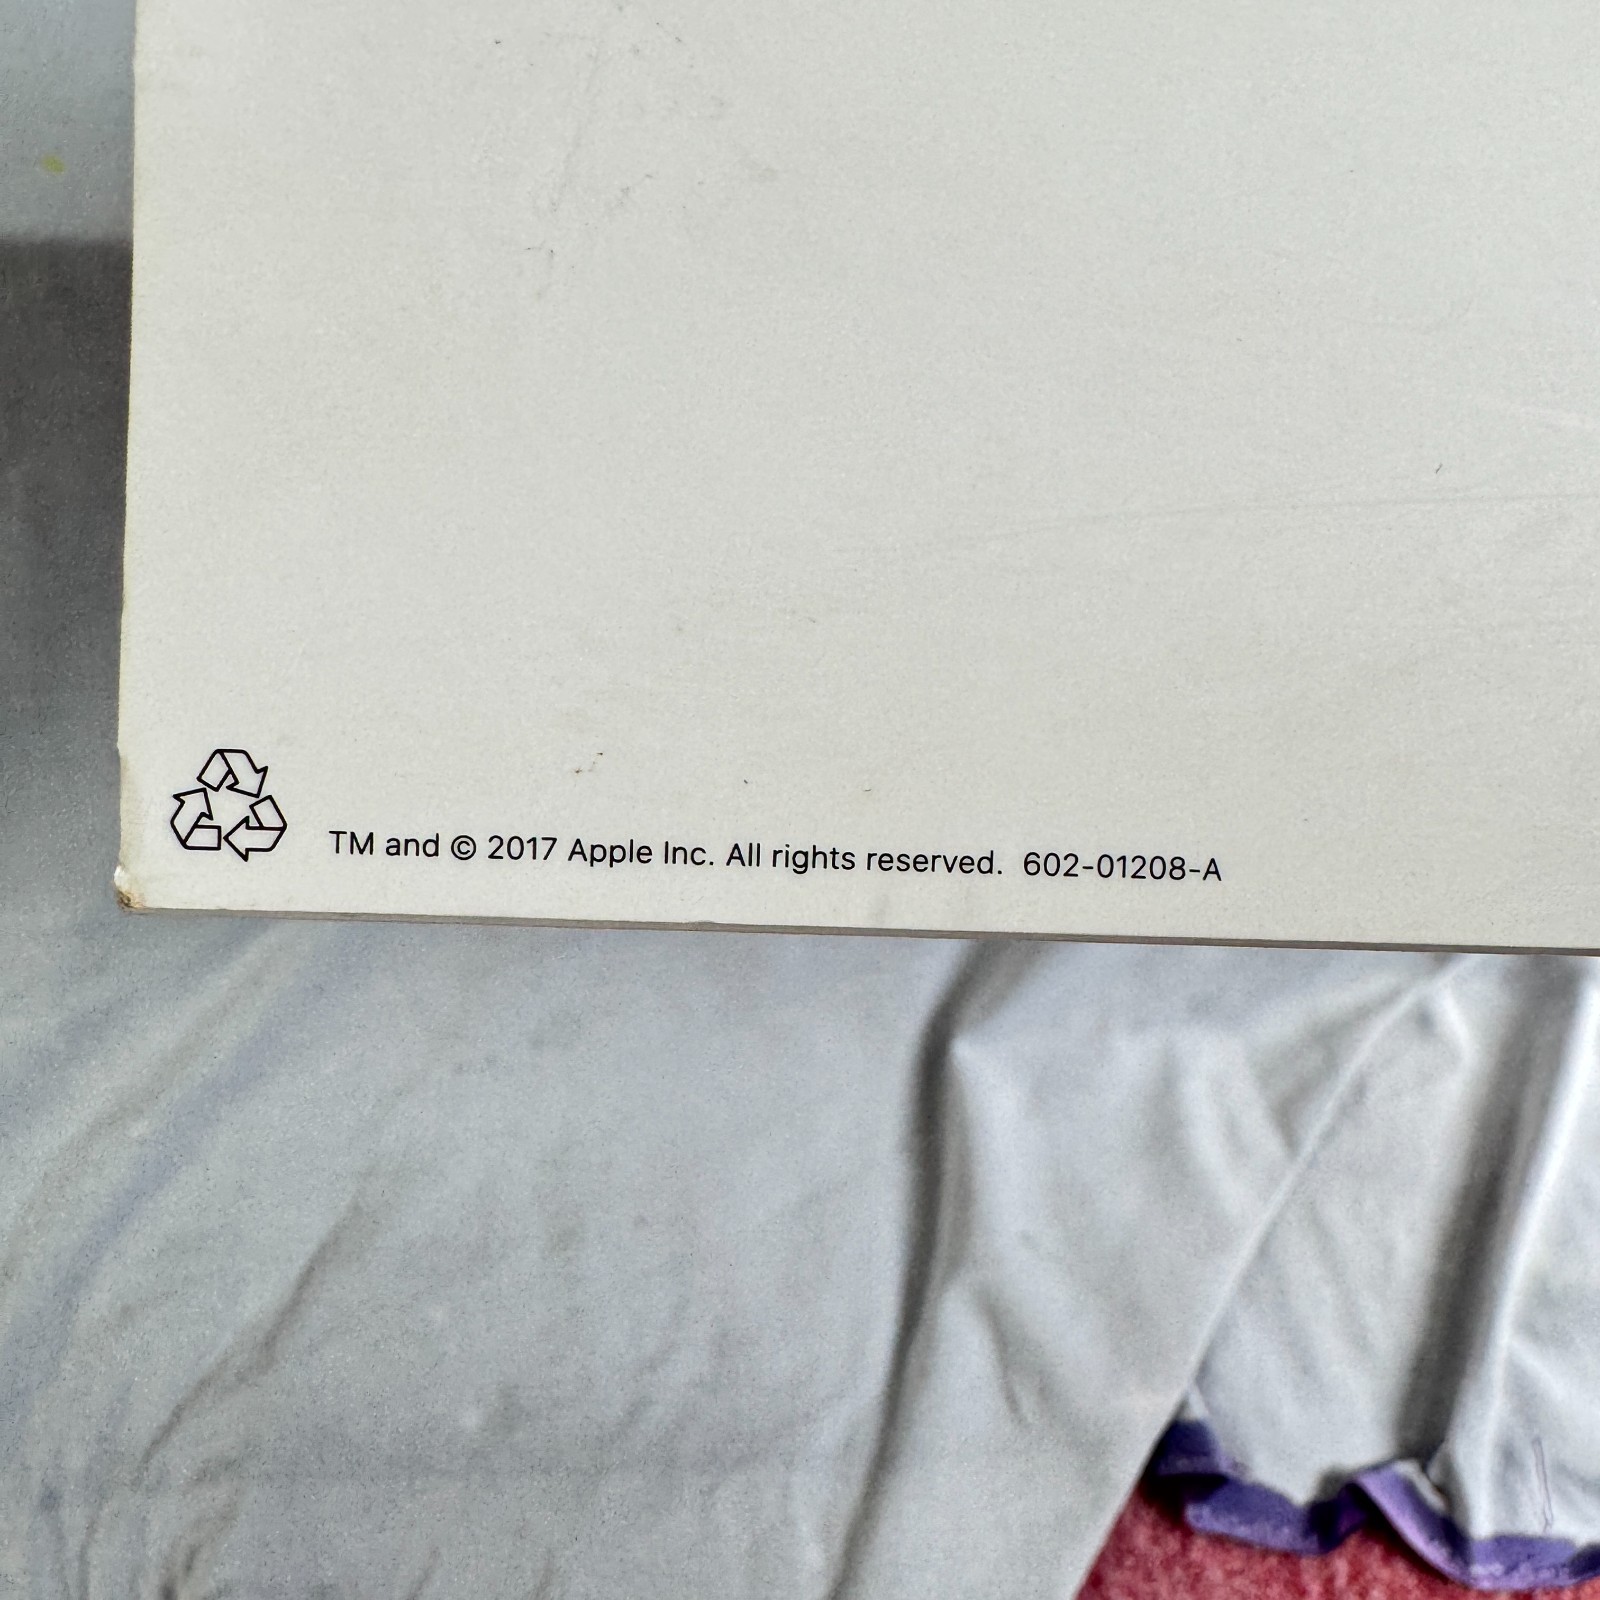 TM and © 2017 Apple Inc. All rights reserved. 602-01208-A